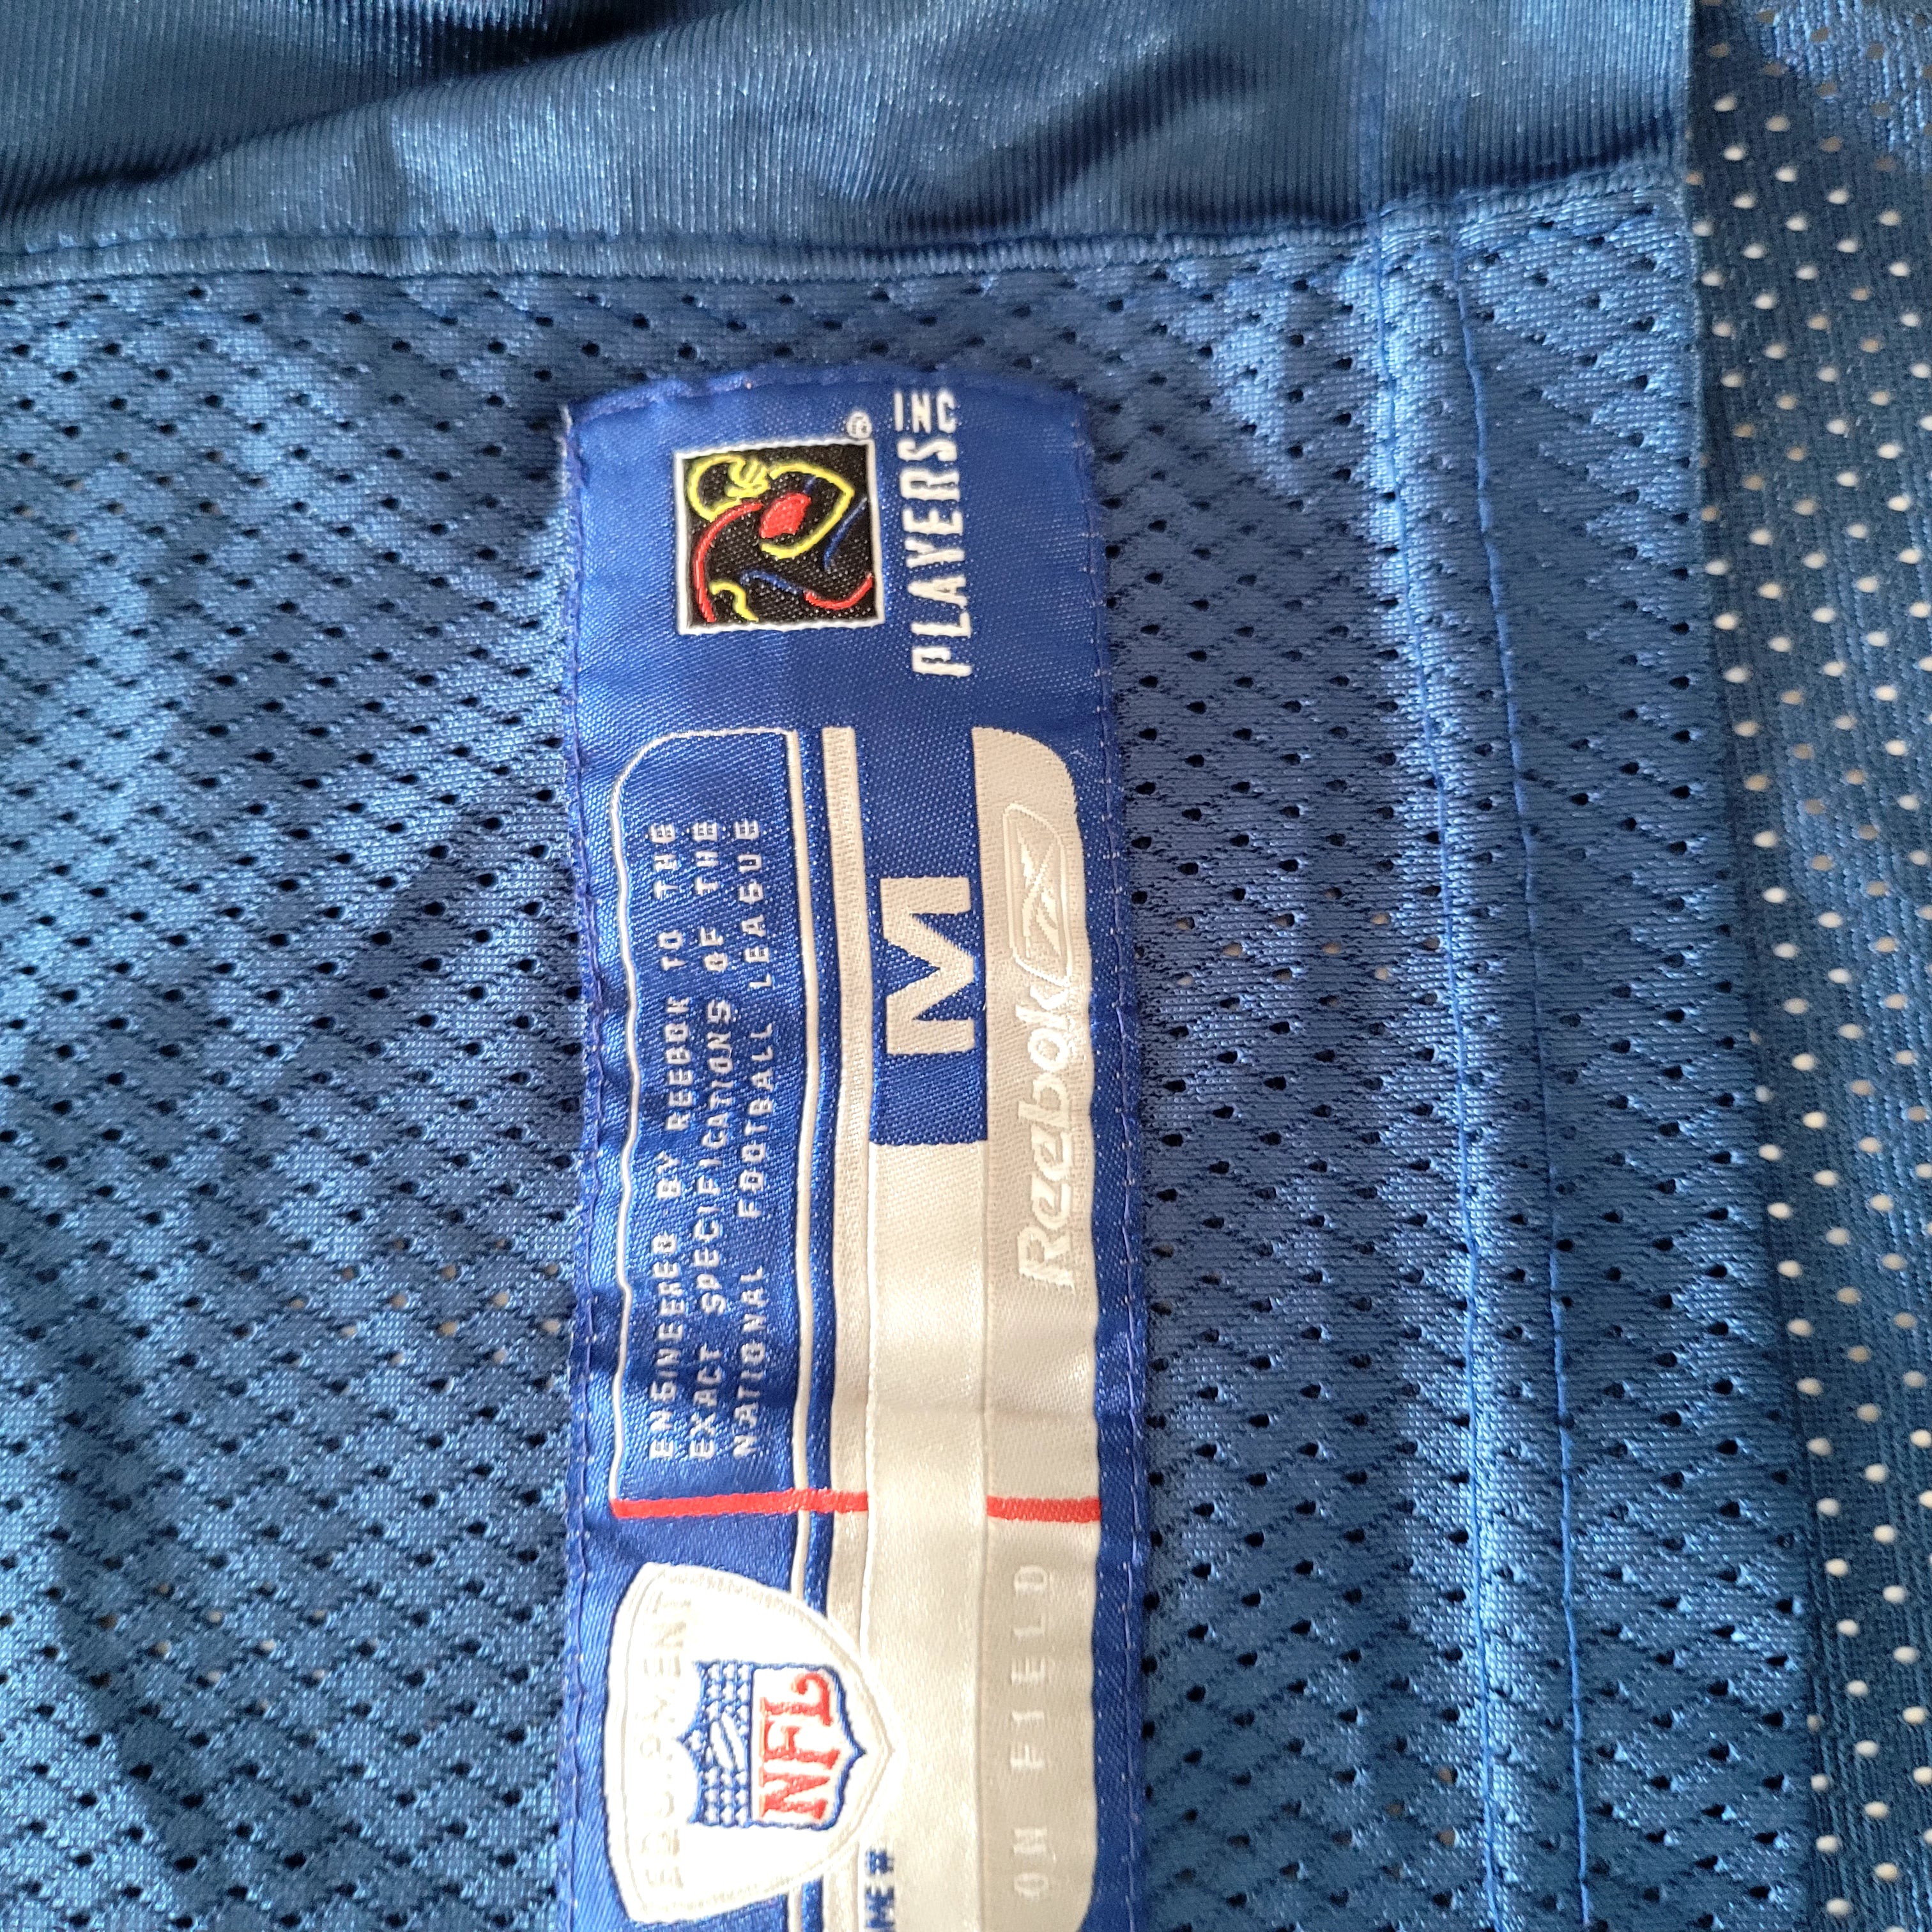 PLAYERS INC
®
ENGINEERED BY REEBOK TO THE
EXACT SPECIFICATIONS OF THE
NATIONAL FOOTBALL LEAGUE
M
Reebok
EQUIPMENT
NFL
ON FIELD